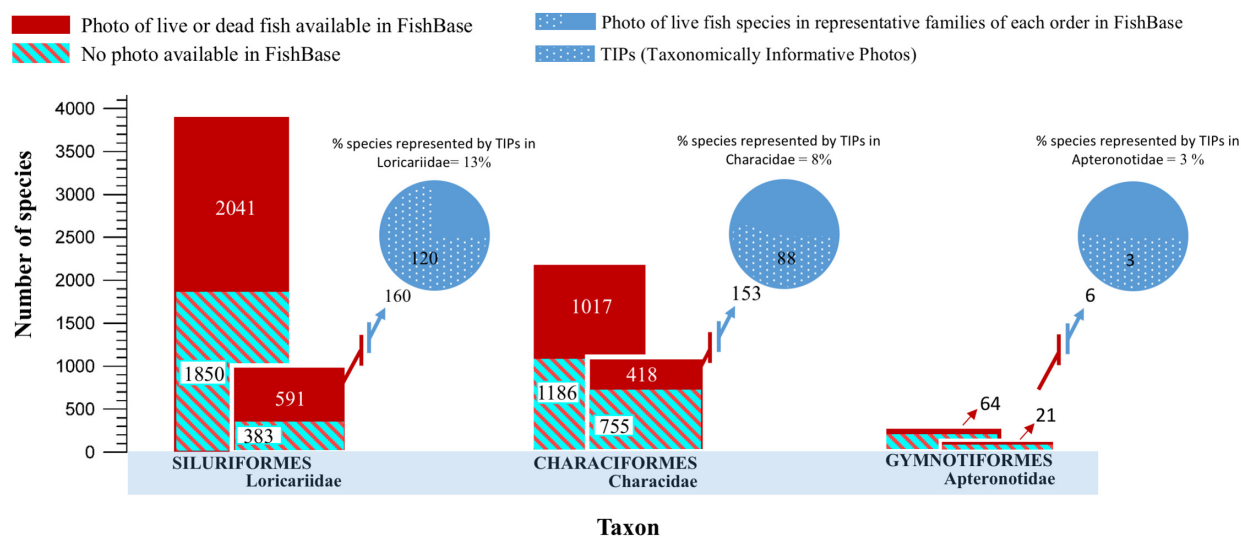 Photo of live or dead fish available in FishBase
No photo available in FishBase
Photo of live fish species in representative families of each order in FishBase
TIPs (Taxonomically Informative Photos)
Number of species
4000
3500
3000
2500
2000
1500
1000
500
0
2041
1850
591
383
% species represented by TIPs in
Loricariidae= 13%
120
160
1017
1186
418
755
% species represented by TIPs in
Characidae = 8%
88
153
64
21
% species represented by TIPs in
Apteronotidae = 3 %
3
6
SILURIFORMES
Loricariidae
CHARACIFORMES
Characidae
GYMNOTIFORMES
Apteronotidae
Taxon